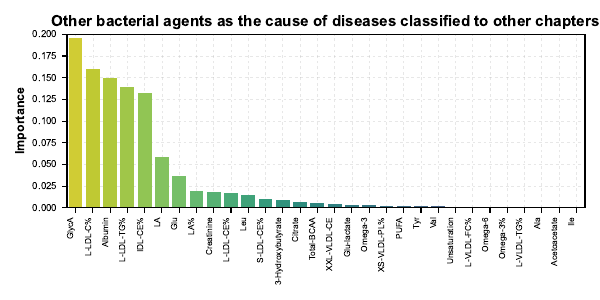 Other bacterial agents as the cause of diseases classified to other chapters
Importance
0.200
0.175
0.150
0.125
0.100
0.075
0.050
0.025
0.000
GlycA
L-LDL-C%
Albumin
L-LDL-TG%
IDL-CE%
LA
Glu
LA%
Creatinine
L-LDL-CE%
Leu
S-LDL-CE%
3-Hydroxybutyrate
Citrate
Total-BCAA
XXL-VLDL-CE
Glu-lactate
Omega-3
XS-VLDL-PL%
PUFA
Tyr
Val
Unsaturation
L-VLDL-FC%
Omega-6
Omega-3%
L-VLDL-TG%
Ala
Acetoacetate
Ile